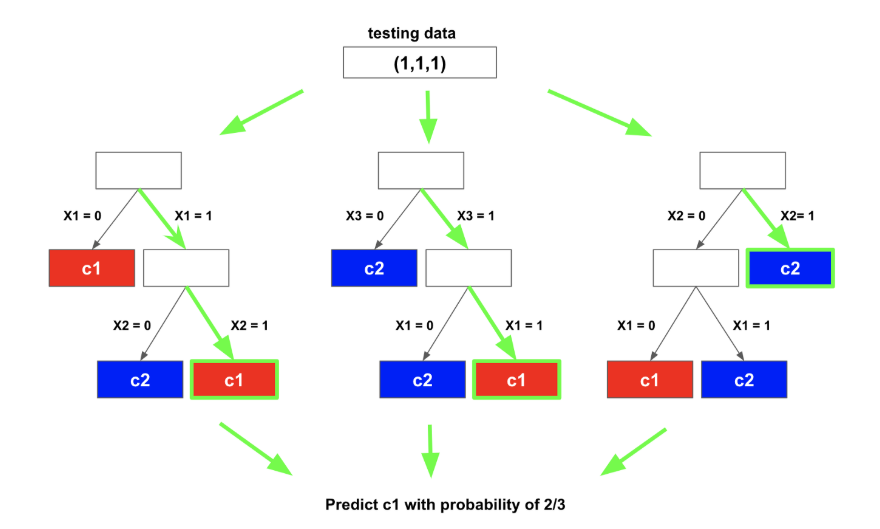 testing data
(1,1,1)
X1 = 0 X1 = 1 X3 = 0 X3 = 1 X2 = 0 X2= 1
c1 c2 c2
X2 = 0 X2 = 1 X1 = 0 X1 = 1 X1 = 0 X1 = 1
c2 c1 c2 c1 c1 c2
Predict c1 with probability of 2/3